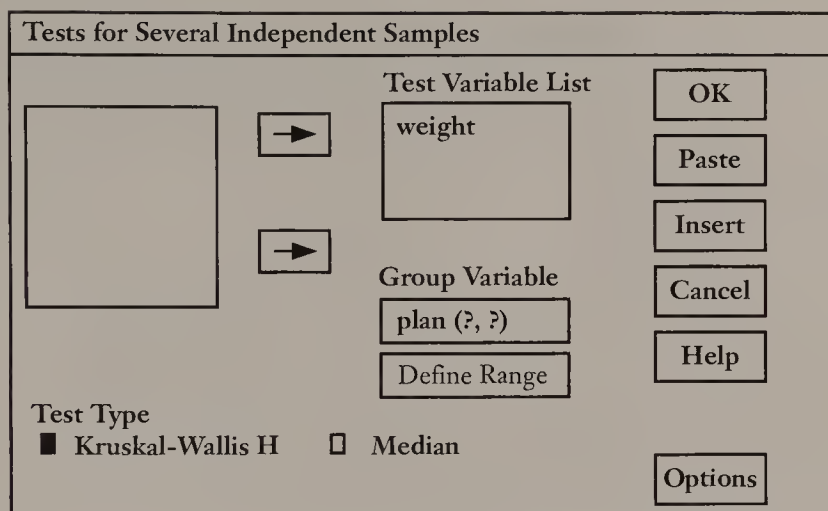 Tests for Several Independent Samples
Test Variable List
weight
OK
Paste
Insert
Cancel
Help
Group Variable
plan (?, ?)
Define Range
Test Type
Kruskal-Wallis H
Median
Options